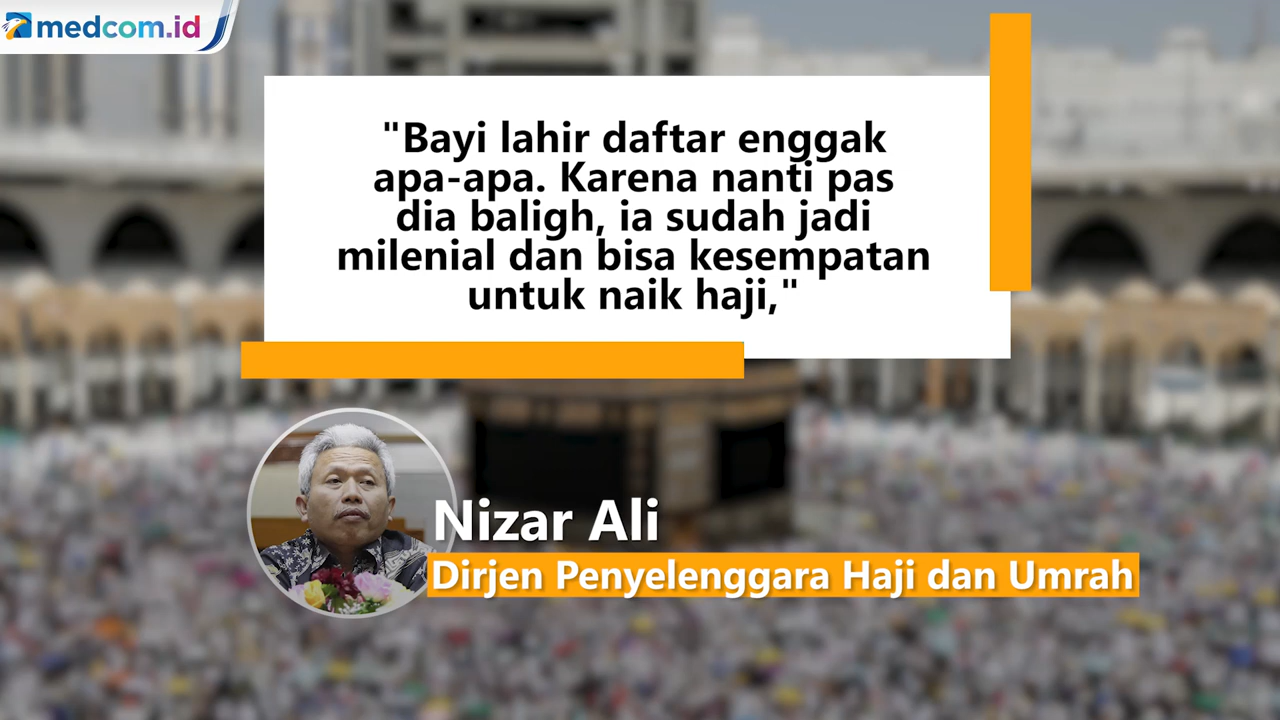 medcom.id
"Bayi lahir daftar enggak
apa-apa. Karena nanti pas
dia baligh, ia sudah jadi
milenial dan bisa kesempatan
untuk naik haji,"
Nizar Ali
Dirjen Penyelenggara Haji dan Umrah